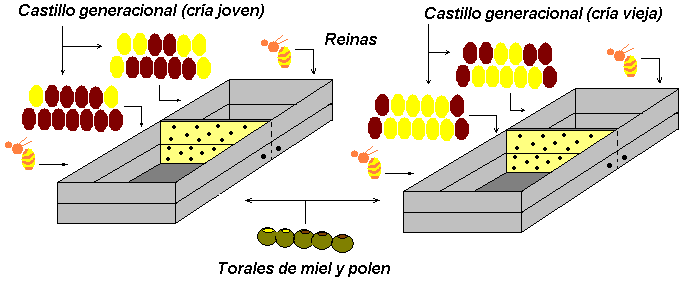 Castillo generacional (cría joven)
Castillo generacional (cría vieja)
Reinas
Torales de miel y polen